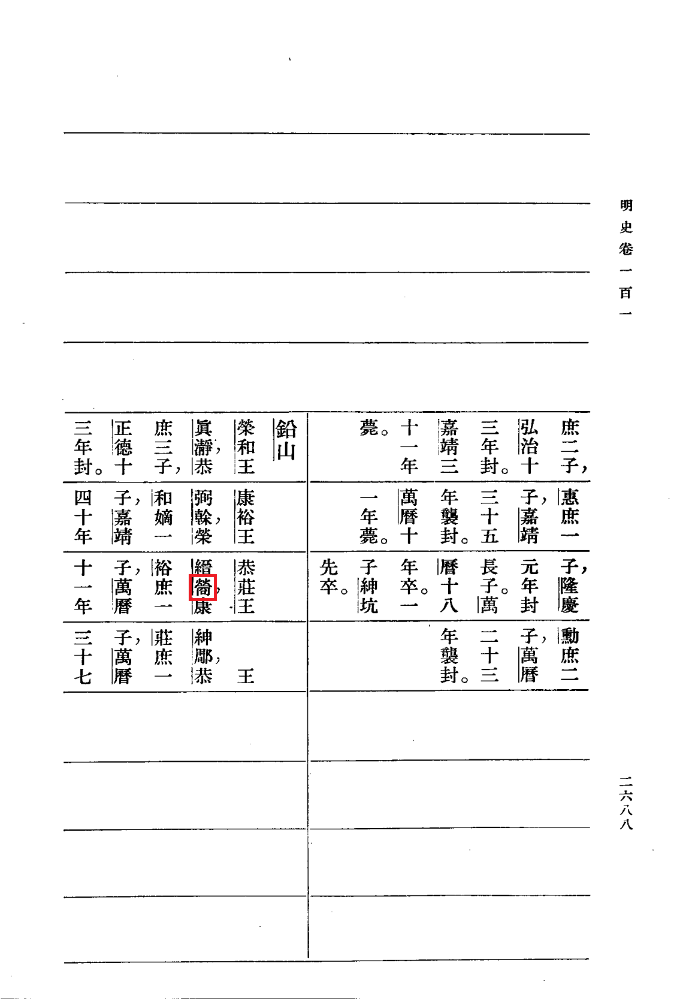 明史卷一百一
庶二子，
弘治十
三年封。
嘉靖三
十一年
薨。
惠庶一
子，嘉靖
三十五
年襲封。
萬曆十
一年薨。
子，隆慶
元年封
長子。萬
曆十八
年卒。一
子紳坑
先卒。
勳庶二
子，萬曆
二十三
年襲封。
鉛山
榮和王
眞瀞，恭
庶三子，
正德十
三年封。
康裕王
弼榦，榮
和嫡一
子，嘉靖
四十年
恭莊王
縉，康
裕庶一
子，萬曆
十一年
王
紳，恭
莊庶一
子，萬曆
三十七
二六八八